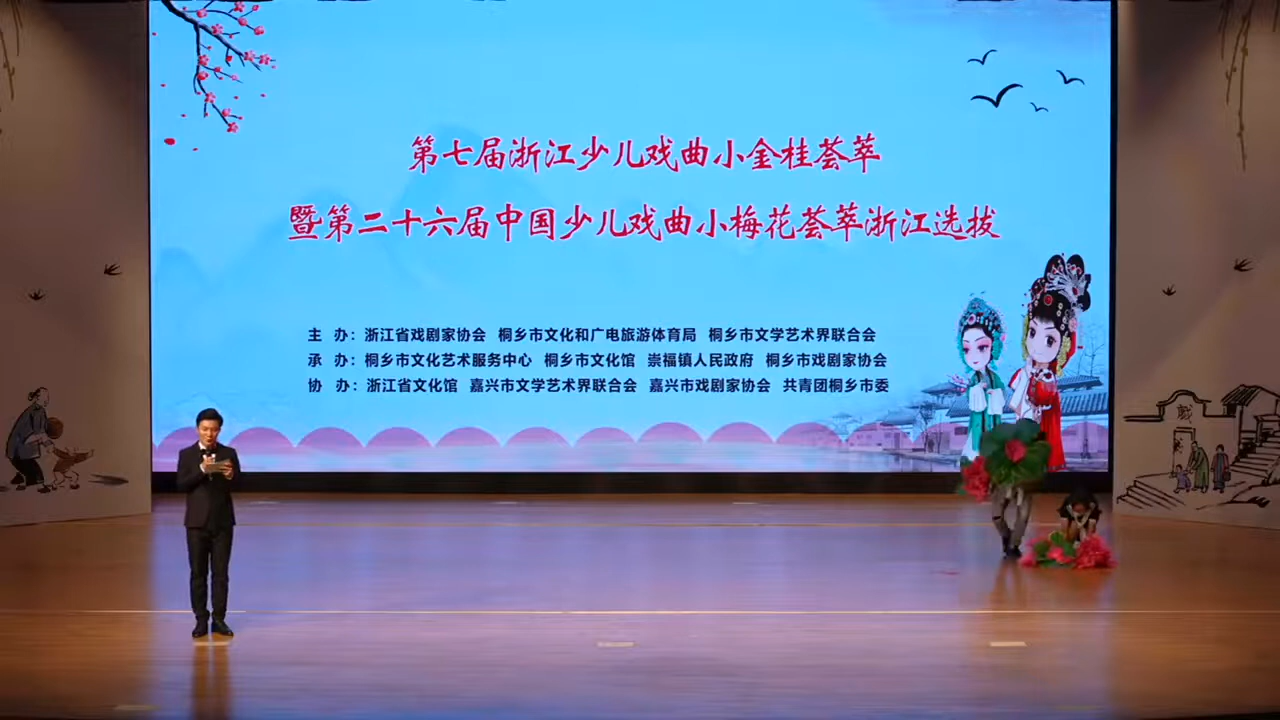 第七届浙江少儿戏曲小金桂荟萃
暨第二十六届中国少儿戏曲小梅花荟萃浙江选拔
主 办：浙江省戏剧家协会 桐乡市文化和广电旅游体育局 桐乡市文学艺术界联合会
承 办：桐乡市文化艺术服务中心 桐乡市文化馆 崇福镇人民政府 桐乡市戏剧家协会
协 办：浙江省文化馆 嘉兴市文学艺术界联合会 嘉兴市戏剧家协会 共青团桐乡市委